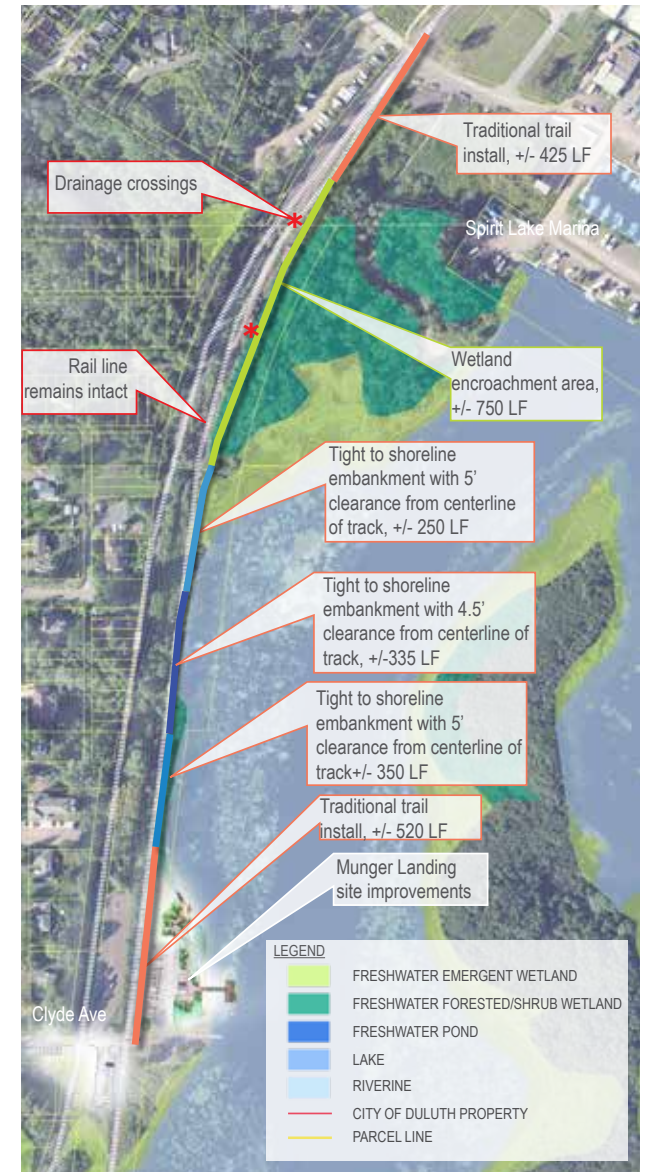 Traditional trail
install, +/- 425 LF
Drainage crossings
Spirit Lake Marina
Rail line
remains intact
Wetland
encroachment area,
+/- 750 LF
Tight to shoreline
embankment with 5'
clearance from centerline
of track, +/- 250 LF
Tight to shoreline
embankment with 4.5'
clearance from centerline of
track, +/-335 LF
Tight to shoreline
embankment with 5'
clearance from centerline of
track+/- 350 LF
Traditional trail
install, +/- 520 LF
Munger Landing
site improvements
Clyde Ave
LEGEND
FRESHWATER EMERGENT WETLAND
FRESHWATER FORESTED/SHRUB WETLAND
FRESHWATER POND
LAKE
RIVERINE
CITY OF DULUTH PROPERTY
PARCEL LINE